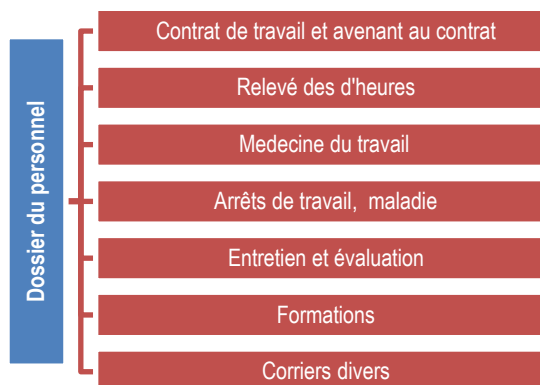 Dossier du personnel
Contrat de travail et avenant au contrat
Relevé des d'heures
Medecine du travail
Arrêts de travail, maladie
Entretien et évaluation
Formations
Corriers divers